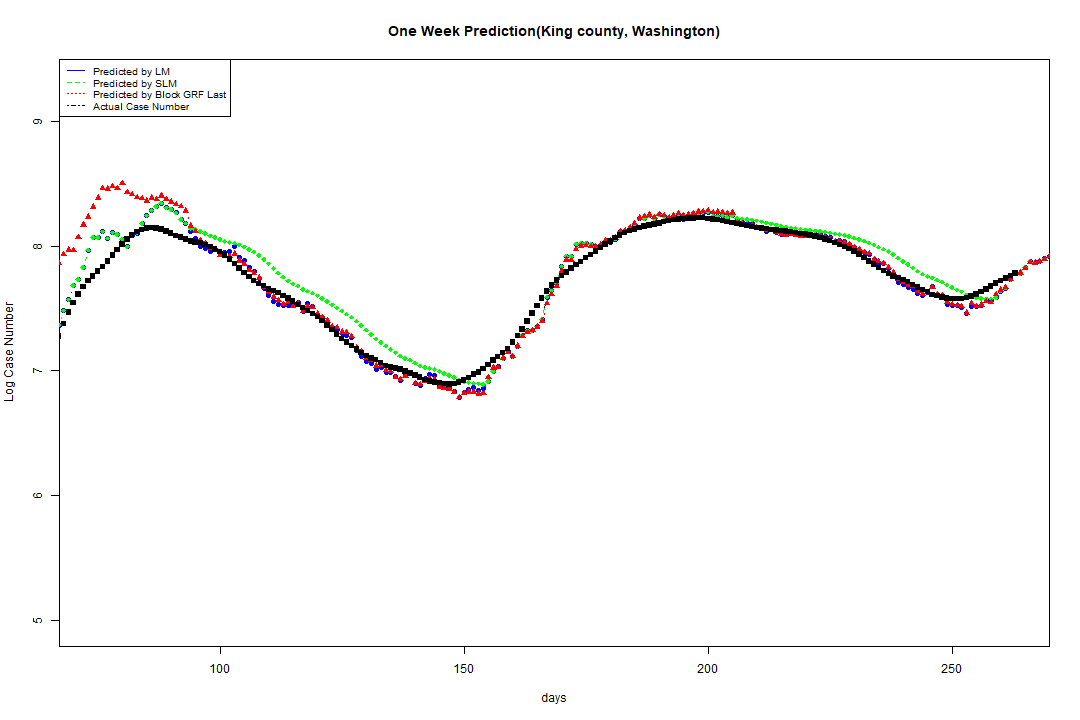 One Week Prediction(King county, Washington)
Predicted by LM
Predicted by SLM
Predicted by Block GRF Last
Actual Case Number
9
8
7
6
5
Log Case Number
100 150 200 250
days